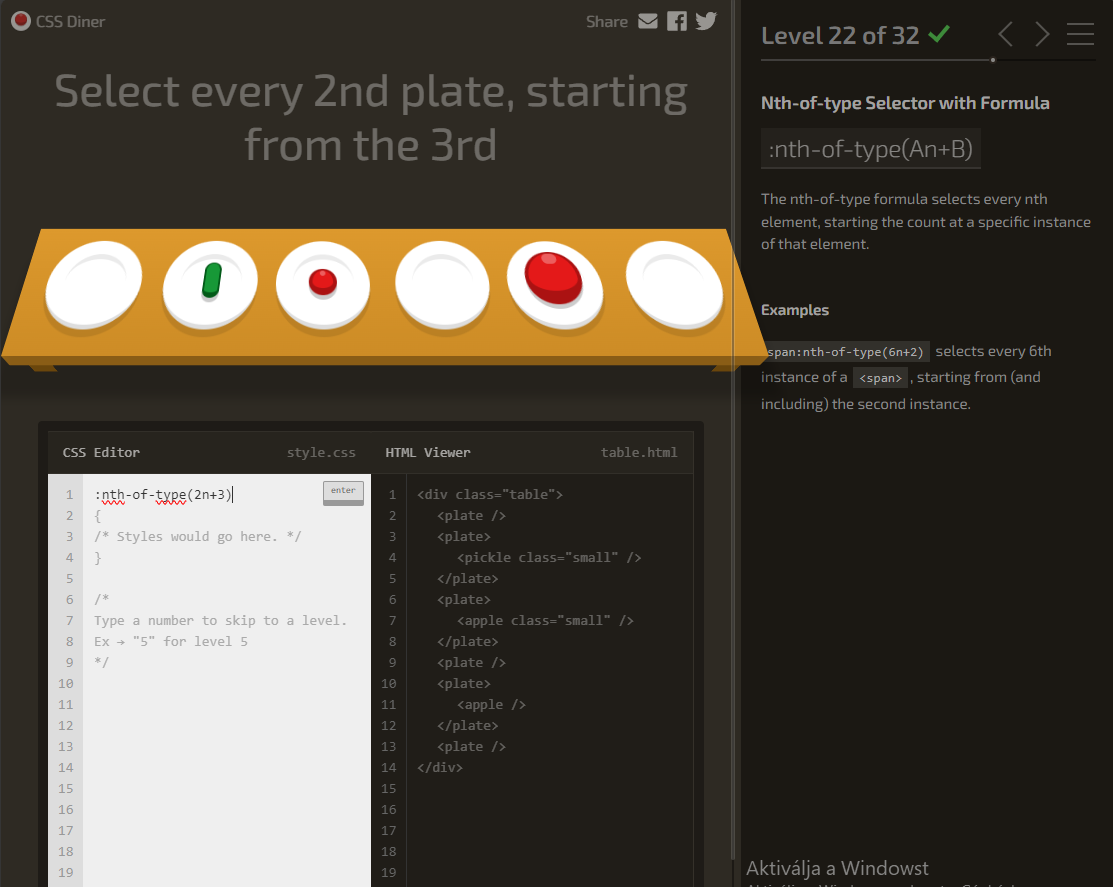 CSS Diner
Share
Select every 2nd plate, starting
from the 3rd
CSS Editor
style.css
1 :nth-of-type(2n+3)
enter
2 {
3 /* Styles would go here. */
4 }
5
6 /*
7 Type a number to skip to a level.
8 Ex → "5" for level 5
9 */
10
11
12
13
14
15
16
17
18
19
HTML Viewer
table.html
1 <div class="table">
2 <plate />
3 <plate>
4 <pickle class="small" />
5 </plate>
6 <plate>
7 <apple class="small" />
8 </plate>
9 <plate />
10 <plate>
11 <apple />
12 </plate>
13 <plate />
14 </div>
15
16
17
18
19
Level 22 of 32
Nth-of-type Selector with Formula
:nth-of-type(An+B)
The nth-of-type formula selects every nth
element, starting the count at a specific instance
of that element.
Examples
span:nth-of-type(6n+2) selects every 6th
instance of a <span>, starting from (and
including) the second instance.
Aktiválja a Windowst